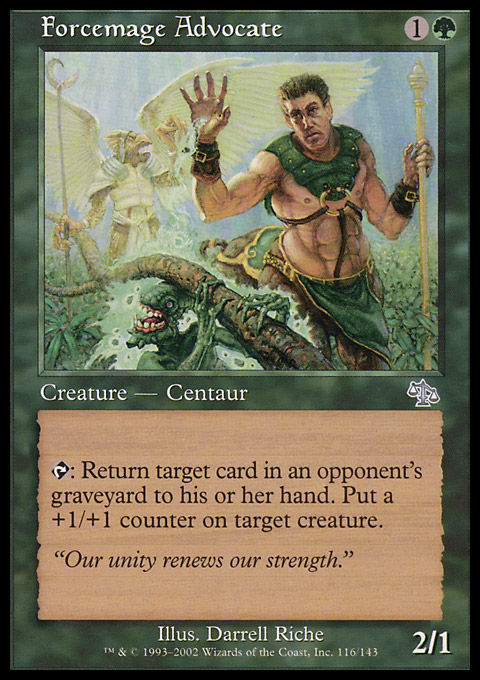 Forcemage Advocate 1
Creature — Centaur
: Return target card in an opponent's
graveyard to his or her hand. Put a
+1/+1 counter on target creature.
“Our unity renews our strength.”
Illus. Darrell Riche
™ & © 1993–2002 Wizards of the Coast, Inc. 116/143
2/1